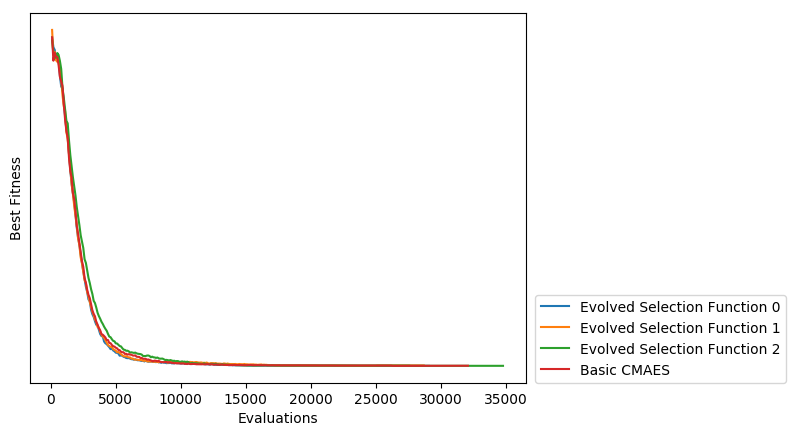 Best Fitness
0 5000 10000 15000 20000 25000 30000 35000
Evaluations
Evolved Selection Function 0
Evolved Selection Function 1
Evolved Selection Function 2
Basic CMAES